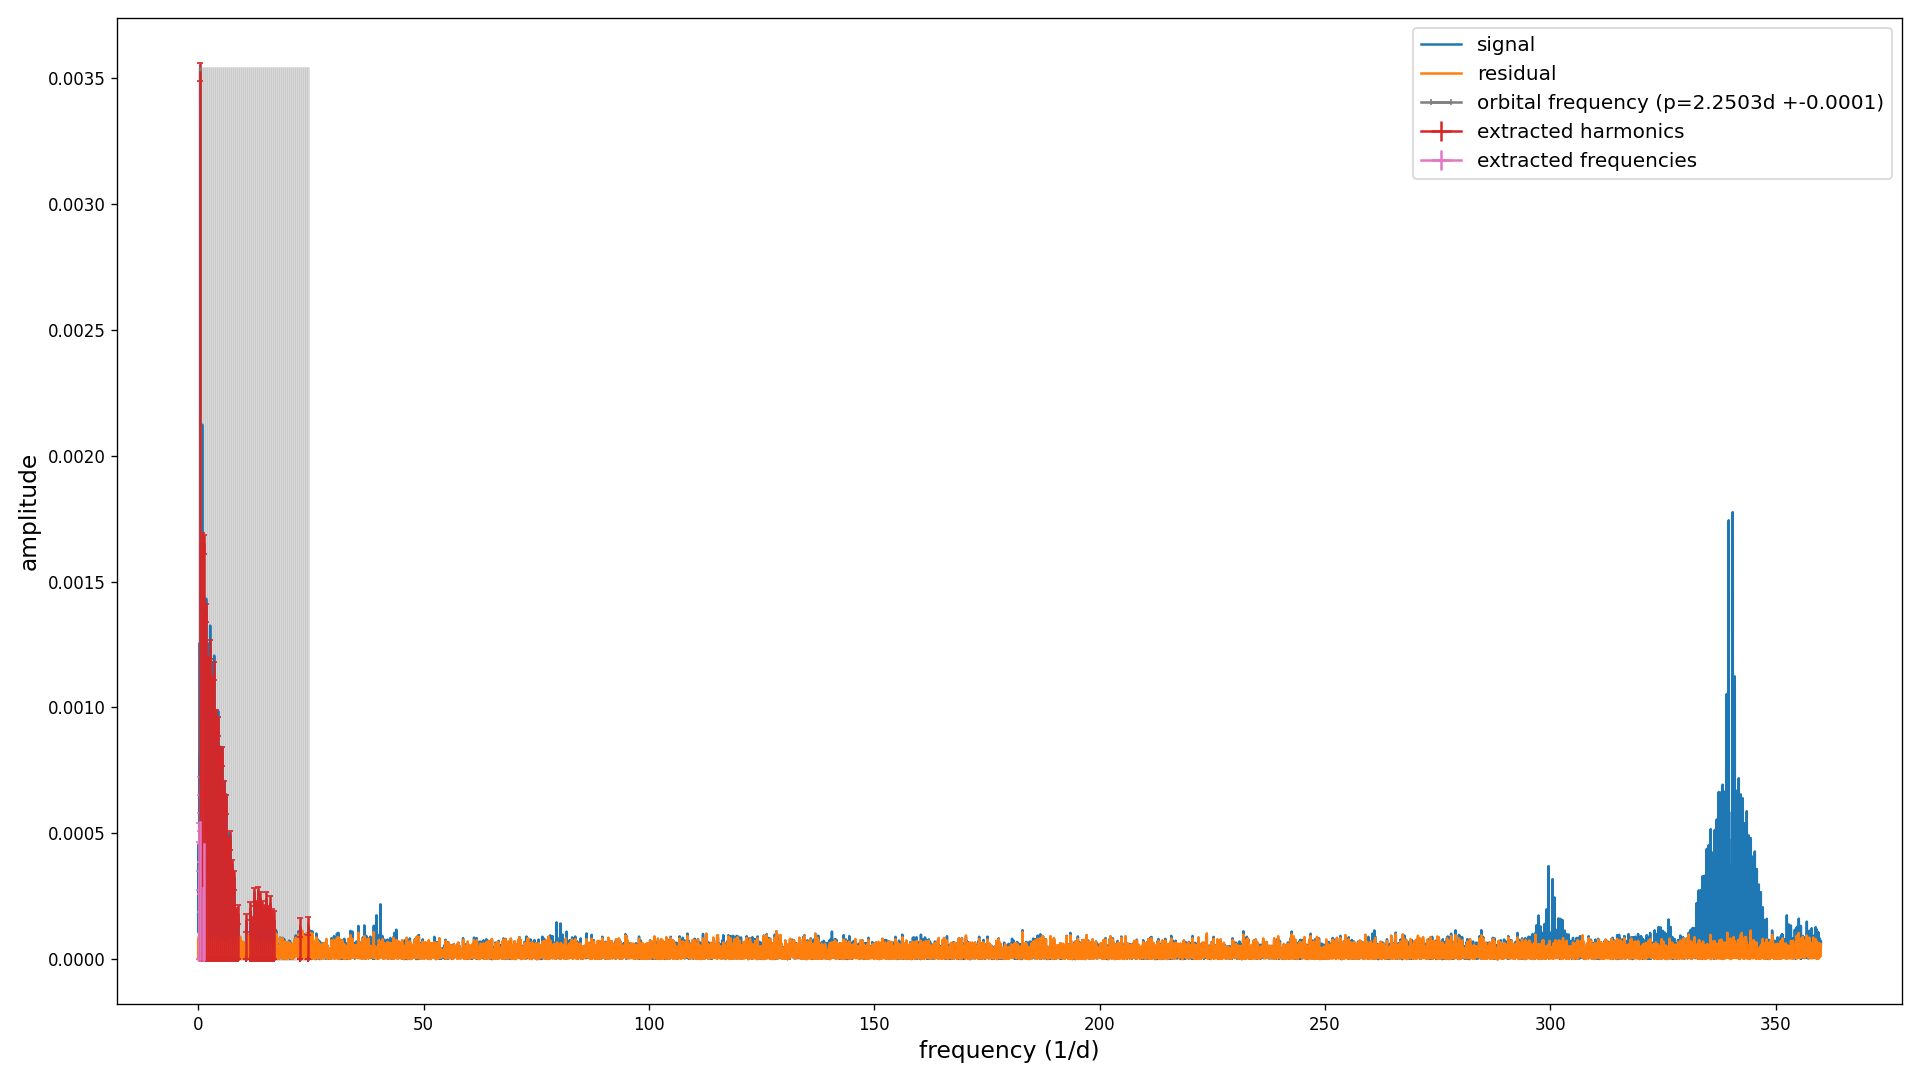 signal
residual
orbital frequency (p=2.2503d +-0.0001)
extracted harmonics
extracted frequencies
0.0035
0.0030
0.0025
0.0020
0.0015
0.0010
0.0005
0.0000
amplitude
0 50 100 150 200 250 300 350
frequency (1/d)